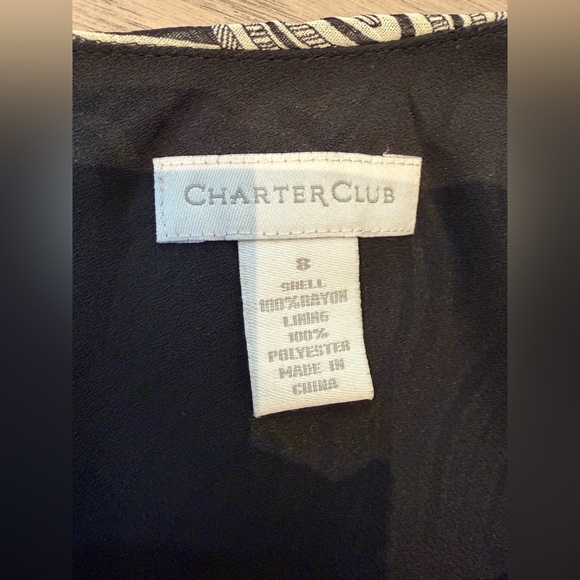 CHARTER CLUB
8
SHELL
100%RAYON
LINING
100%
POLYESTER
MADE IN
CHINA